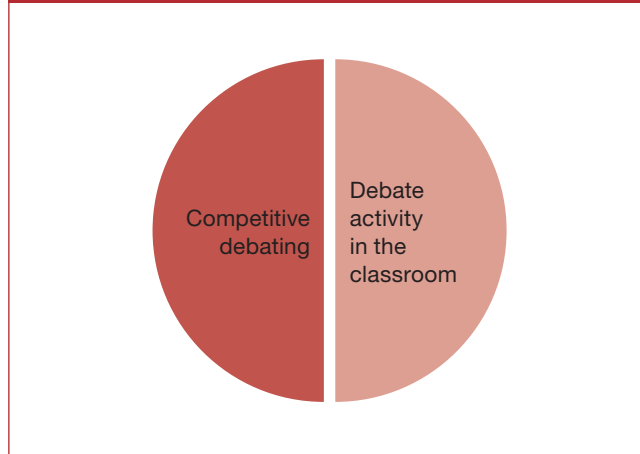 Competitive
debating
Debate
activity
in the
classroom